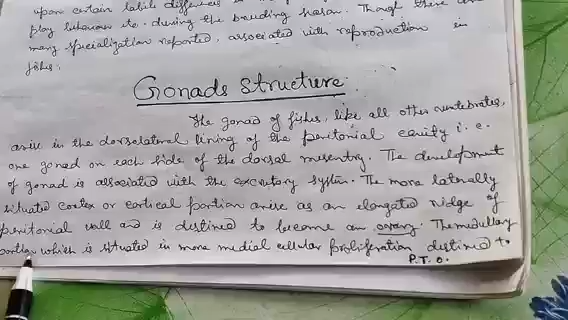 upon certain labile differences in
play behaviour etc. during the breeding season. Though there are
many specialization reported, associated with reproduction in
fishes.
Gonads Structure
The gonad of fishes, like all other vertebrates,
arise in the dorsolateral lining of the peritonial cavity i.e.
one gonad on each side of the dorsal mesentry. The development
of gonad is associated with the excretory system. The more laterally
situated cortex or cortical portion arise as an elongated ridge of
peritonial wall and is destined to become an ovary. The medullary
portion which is situated in more medial cellular proliferation destined to
P.T.O.